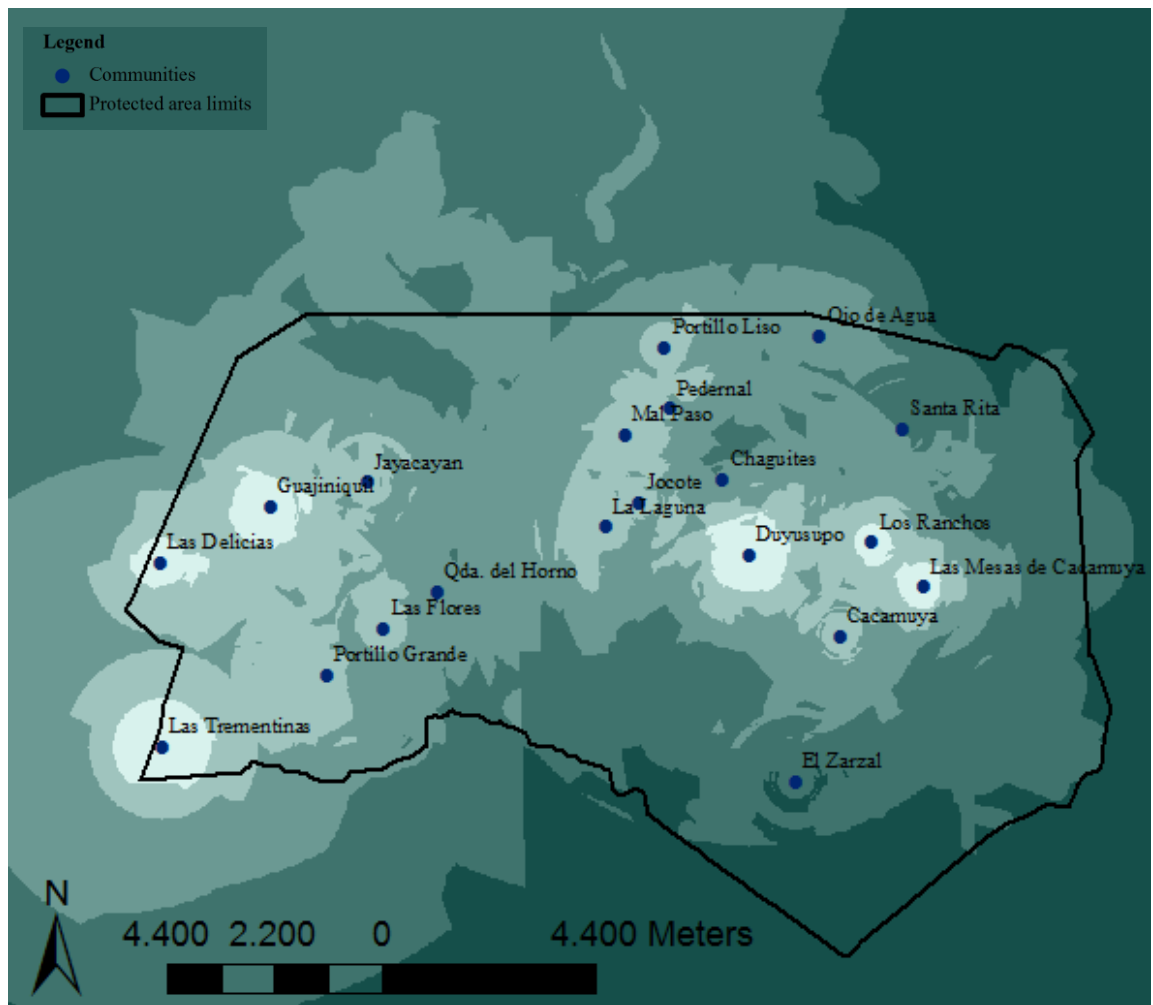 Legend
Communities
Protected area limits
Ojo de Agua
Portillo Liso
Pedernal
Mal Paso
Santa Rita
Chaguites
Jayacayan
Guajiniquil
Jocote
La Laguna
Los Ranchos
Duyusupo
Las Delicias
Las Mesas de Cacamuya
Qda. del Horno
Las Flores
Cacamuya
Portillo Grande
Las Trementinas
El Zarzal
N
4.400 2.200 0 4.400 Meters